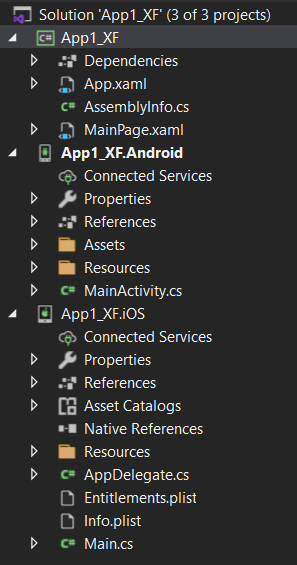 Solution 'App1_XF' (3 of 3 projects)
App1_XF
Dependencies
App.xaml
AssemblyInfo.cs
MainPage.xaml
App1_XF.Android
Connected Services
Properties
References
Assets
Resources
MainActivity.cs
App1_XF.iOS
Connected Services
Properties
References
Asset Catalogs
Native References
Resources
AppDelegate.cs
Entitlements.plist
Info.plist
Main.cs